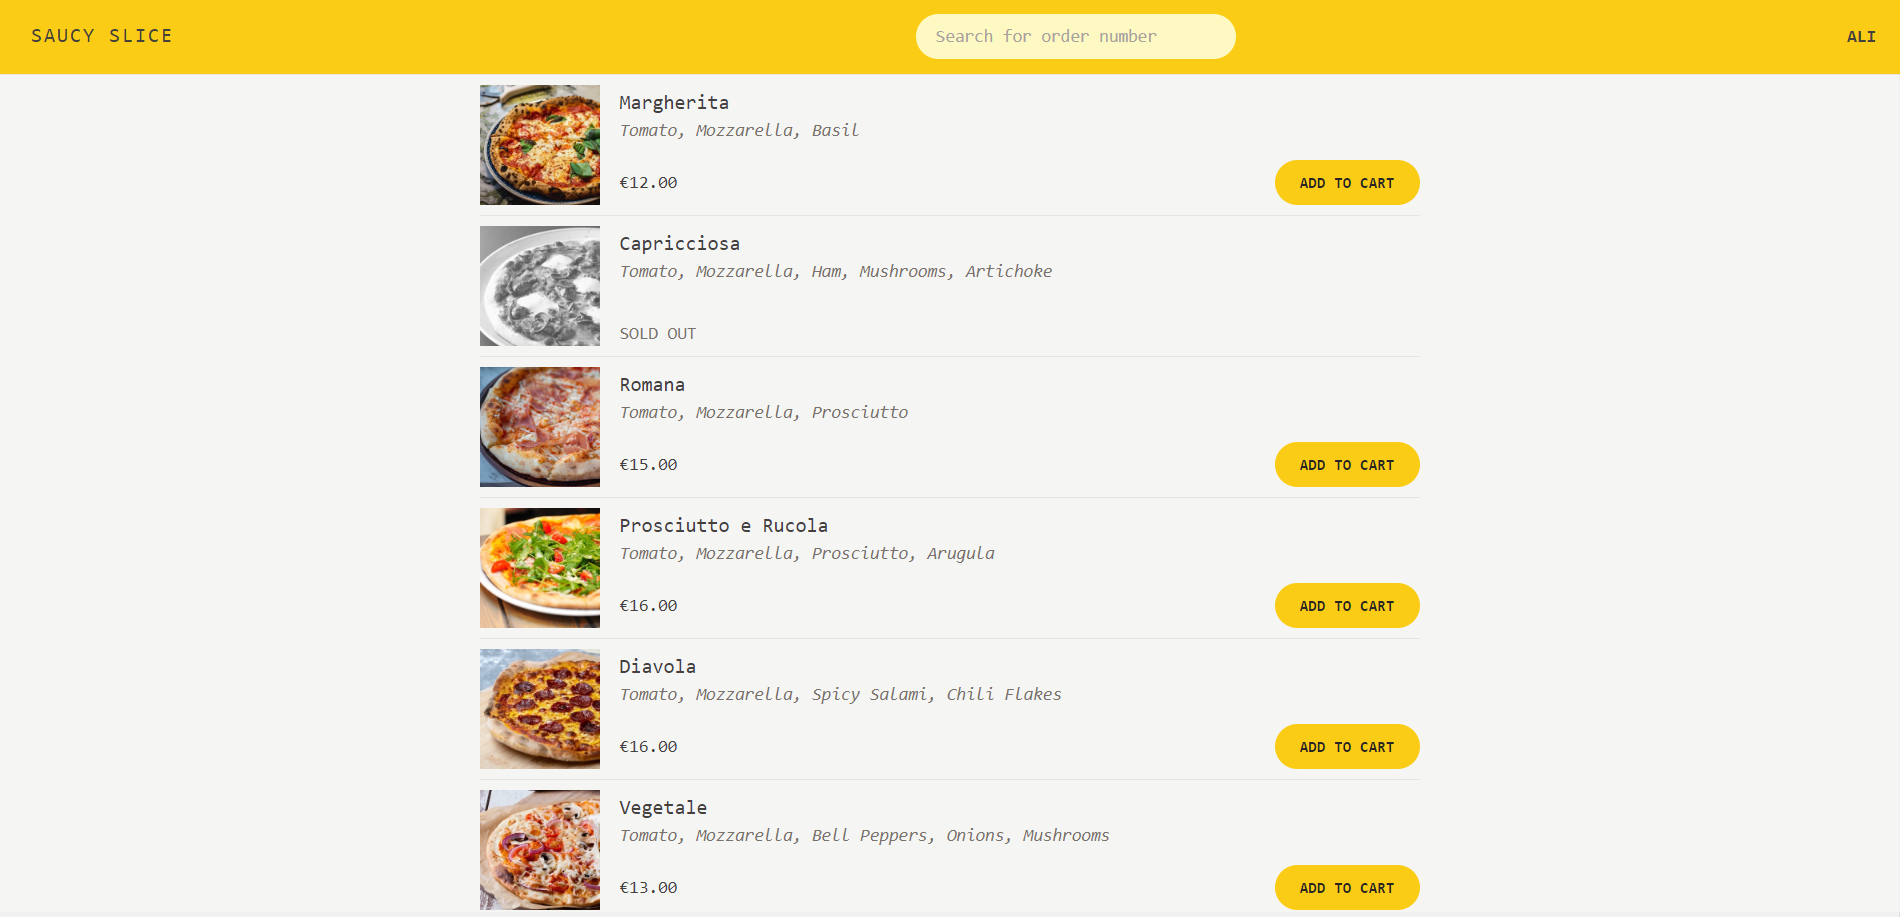 SAUCY SLICE
Search for order number
ALI
Margherita
Tomato, Mozzarella, Basil
€12.00
ADD TO CART
Capricciosa
Tomato, Mozzarella, Ham, Mushrooms, Artichoke
SOLD OUT
Romana
Tomato, Mozzarella, Prosciutto
€15.00
ADD TO CART
Prosciutto e Rucola
Tomato, Mozzarella, Prosciutto, Arugula
€16.00
ADD TO CART
Diavola
Tomato, Mozzarella, Spicy Salami, Chili Flakes
€16.00
ADD TO CART
Vegetale
Tomato, Mozzarella, Bell Peppers, Onions, Mushrooms
€13.00
ADD TO CART